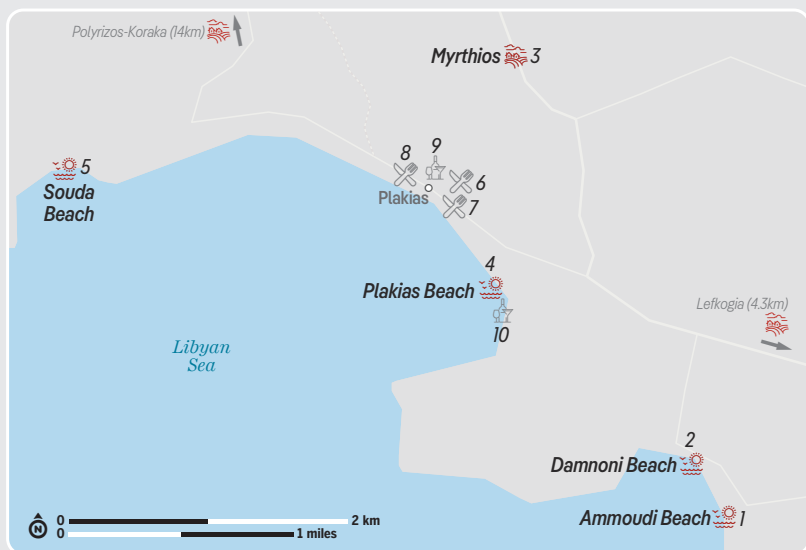 Polyrizos-Koraka (14km)
Myrthios 3
5
Souda
Beach
8
9
6
Plakias
7
4
Plakias Beach
10
Lefkogia (4.3km)
Libyan
Sea
2
Damnoni Beach
Ammoudi Beach 1
N
0 2 km
0 1 miles